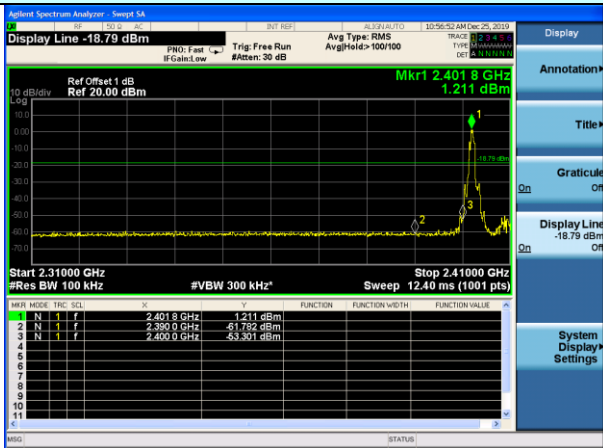 Agilent Spectrum Analyzer - Swept SA
RF 50 Ω AC INT REF ALIGN AUTO 10:56:52 AM Dec 25, 2019
Display Line -18.79 dBm
PNO: Fast
IFGain:Low
Trig: Free Run
#Atten: 30 dB
Avg Type: RMS
Avg|Hold:>100/100
TRACE 1 2 3 4 5 6
TYPE M
DET A N N N N N
Display
Annotation
Title
Graticule
On Off
Display Line
-18.79 dBm
On Off
System
Display
Settings
Ref Offset 1 dB
10 dB/div Ref 20.00 dBm
Log
Mkr1 2.401 8 GHz
1.211 dBm
10.0
0.00
-10.0
-20.0
-30.0
-40.0
-50.0
-60.0
-70.0
1
-18.79 dBm
2
3
Start 2.31000 GHz Stop 2.41000 GHz
#Res BW 100 kHz #VBW 300 kHz* Sweep 12.40 ms (1001 pts)
MKR MODE TRC SCL X Y FUNCTION FUNCTION WIDTH FUNCTION VALUE
1 N 1 f 2.401 8 GHz 1.211 dBm
2 N 1 f 2.390 0 GHz -61.782 dBm
3 N 1 f 2.400 0 GHz -53.301 dBm
4
5
6
7
8
9
10
11
MSG STATUS